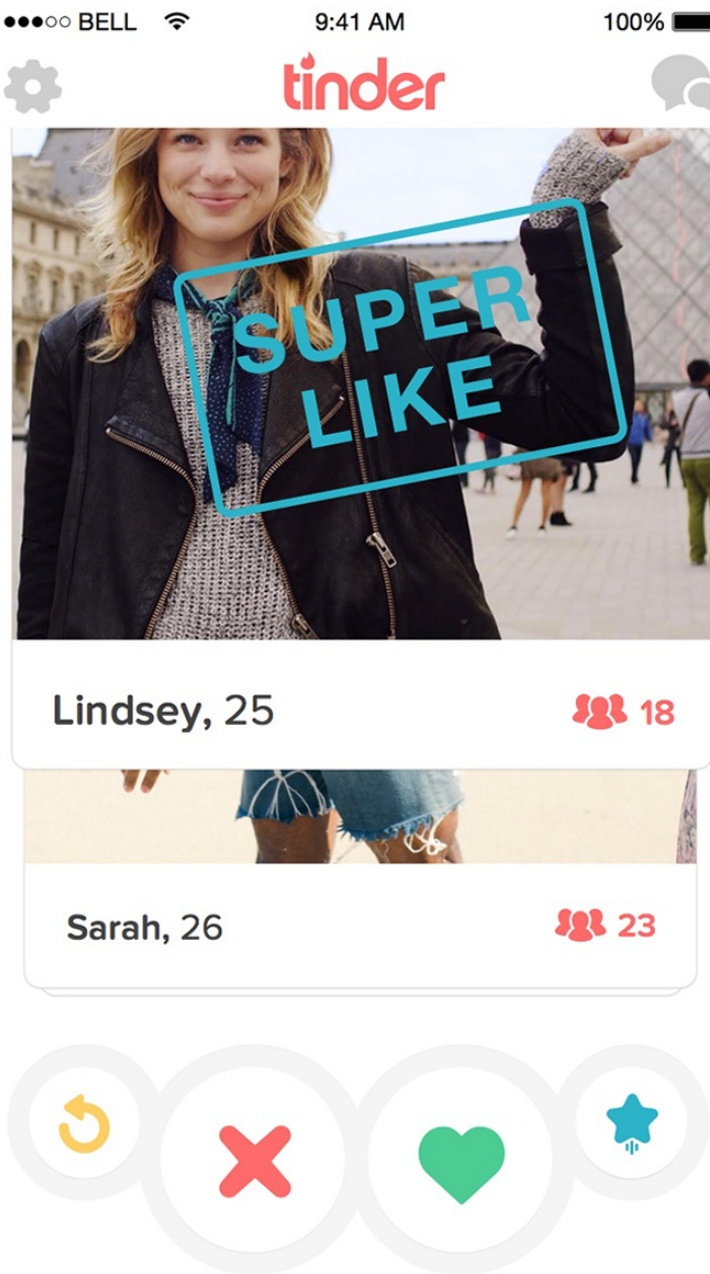 BELL 9:41 AM 100%
tinder
SUPER
LIKE
Lindsey, 25 18
Sarah, 26 23